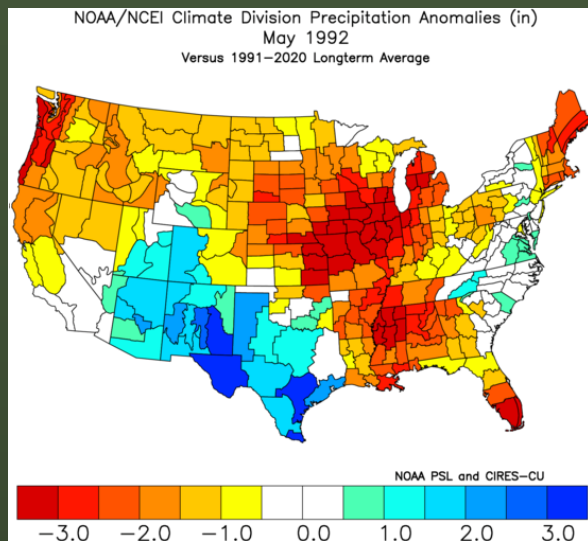 NOAA/NCEI Climate Division Precipitation Anomalies (in)
May 1992
Versus 1991-2020 Longterm Average
NOAA PSL and CIRES-CU
-3.0 -2.0 -1.0 0.0 1.0 2.0 3.0